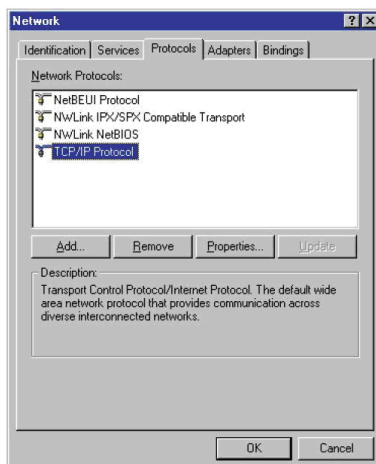 Network
Identification Services Protocols Adapters Bindings
Network Protocols:
NetBEUI Protocol
NWLink IPX/SPX Compatible Transport
NWLink NetBIOS
TCP/IP Protocol
Add... Remove Properties... Update
Description:
Transport Control Protocol/Internet Protocol. The default wide
area network protocol that provides communication across
diverse interconnected networks.
OK Cancel